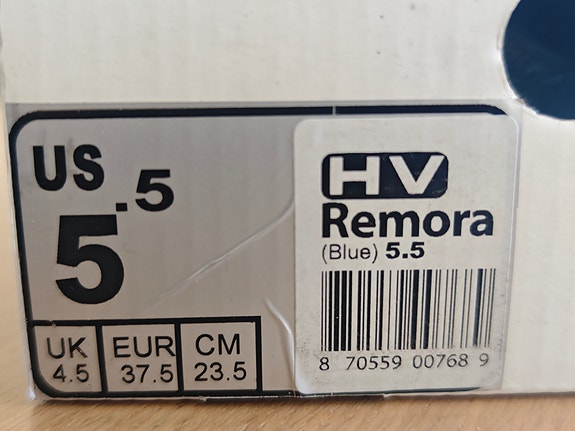 US
5.5
UK EUR CM
4.5 37.5 23.5
HV
Remora
(Blue) 5.5
8 70559 00768 9